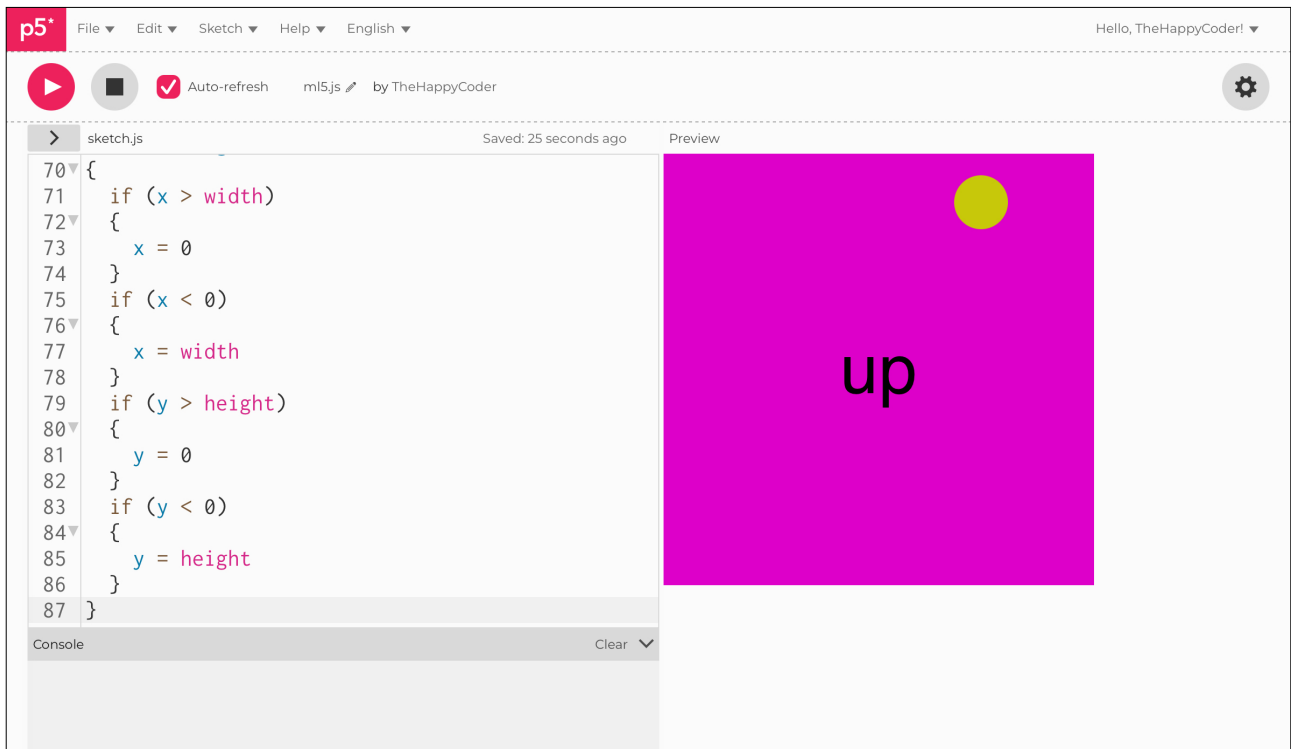 p5* File Edit Sketch Help English Hello, TheHappyCoder!
Auto-refresh ml5.js by TheHappyCoder
sketch.js Saved: 25 seconds ago Preview
70 {
71 if (x > width)
72 {
73 x = 0
74 }
75 if (x < 0)
76 {
77 x = width
78 }
79 if (y > height)
80 {
81 y = 0
82 }
83 if (y < 0)
84 {
85 y = height
86 }
87 }
up
Console Clear